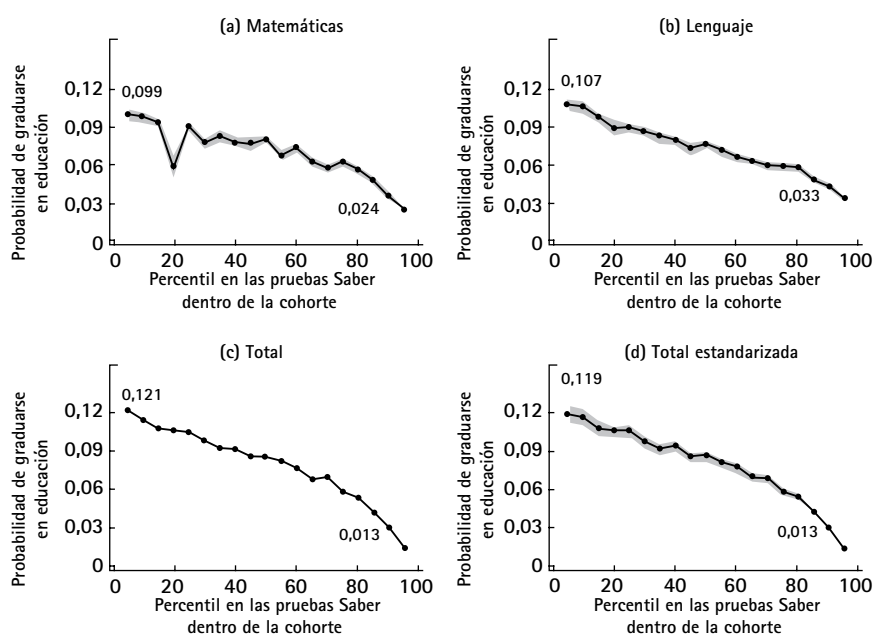 (a) Matemáticas
Probabilidad de graduarse
en educación
0,12
0,09
0,06
0,03
0
0,099
0,024
0 20 40 60 80 100
Percentil en las pruebas Saber
dentro de la cohorte
(b) Lenguaje
Probabilidad de graduarse
en educación
0,12
0,09
0,06
0,03
0
0,107
0,033
0 20 40 60 80 100
Percentil en las pruebas Saber
dentro de la cohorte
(c) Total
Probabilidad de graduarse
en educación
0,12
0,09
0,06
0,03
0
0,121
0,013
0 20 40 60 80 100
Percentil en las pruebas Saber
dentro de la cohorte
(d) Total estandarizada
Probabilidad de graduarse
en educación
0,12
0,09
0,06
0,03
0
0,119
0,013
0 20 40 60 80 100
Percentil en las pruebas Saber
dentro de la cohorte